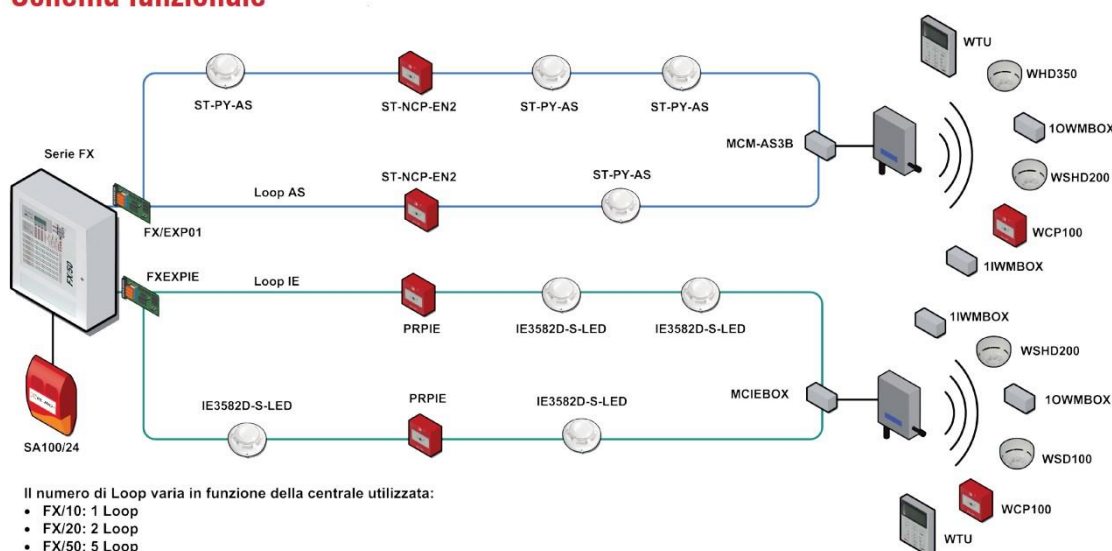 Schema funzionale
WTU
WHD350
ST-PY-AS
ST-NCP-EN2
ST-PY-AS
ST-PY-AS
1OWMBOX
MCM-AS3B
Serie FX
ST-NCP-EN2
ST-PY-AS
WSHD200
Loop AS
WCP100
FX/EXP01
1IWMBOX
FXEXPIE
Loop IE
FX/50
PRPIE
IE3582D-S-LED
IE3582D-S-LED
1IWMBOX
WSHD200
IE3582D-S-LED
PRPIE
IE3582D-S-LED
MCIEBOX
1OWMBOX
SA100/24
WSD100
Il numero di Loop varia in funzione della centrale utilizzata:
• FX/10: 1 Loop
• FX/20: 2 Loop
• FX/50: 5 Loop
WCP100
WTU